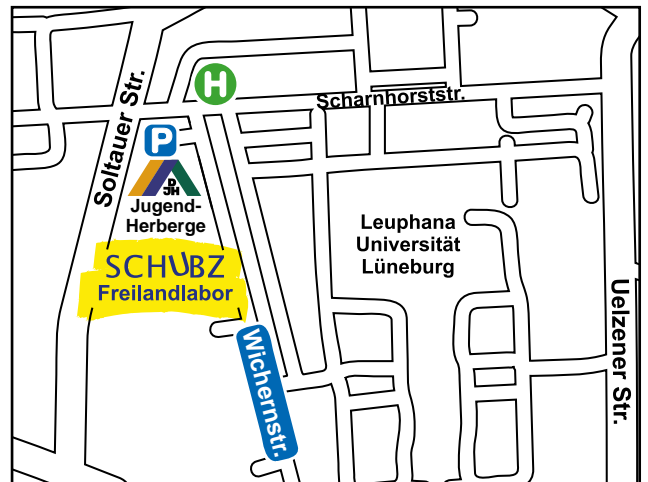 H
Scharnhorststr.
Soltauer Str.
P
DJH
Jugend-
Herberge
SCHUBZ
Freilandlabor
Leuphana
Universität
Lüneburg
Wichernstr.
Uelzener Str.